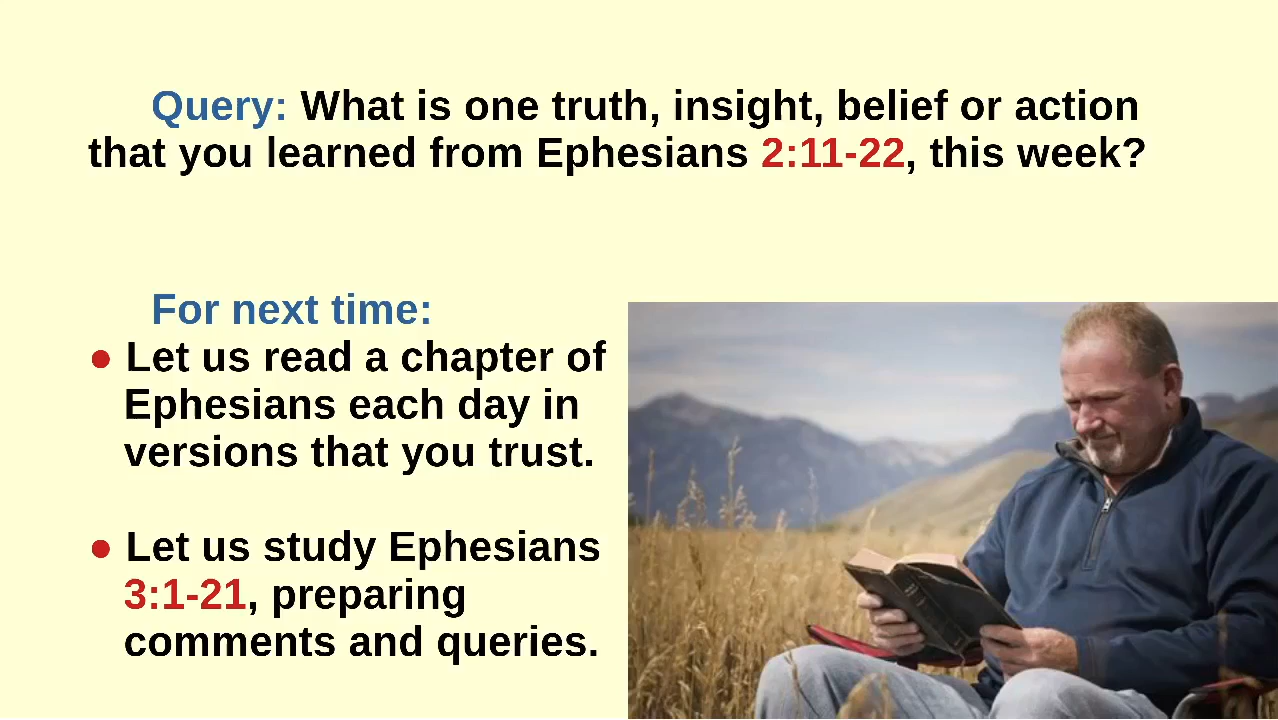 Query: What is one truth, insight, belief or action
that you learned from Ephesians 2:11-22, this week?
For next time:
● Let us read a chapter of
Ephesians each day in
versions that you trust.
● Let us study Ephesians
3:1-21, preparing
comments and queries.